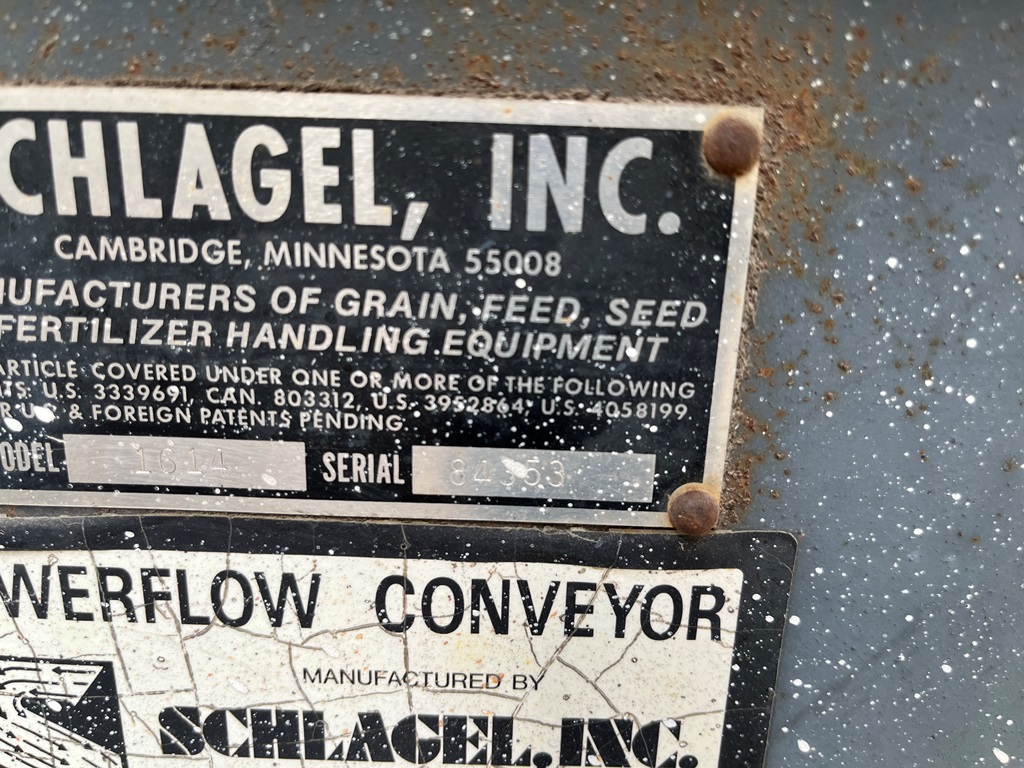 CHLAGEL, INC.
CAMBRIDGE, MINNESOTA 55008
NUFACTURERS OF GRAIN, FEED, SEED
FERTILIZER HANDLING EQUIPMENT
ARTICLE COVERED UNDER ONE OR MORE OF THE FOLLOWING
TS: U.S. 3339691, CAN. 803312, U.S. 3952864, U.S. 4058199
R U.S. & FOREIGN PATENTS PENDING.
ODEL 1614 SERIAL
WERFLOW CONVEYOR
MANUFACTURED BY
SCHLAGEL, INC.